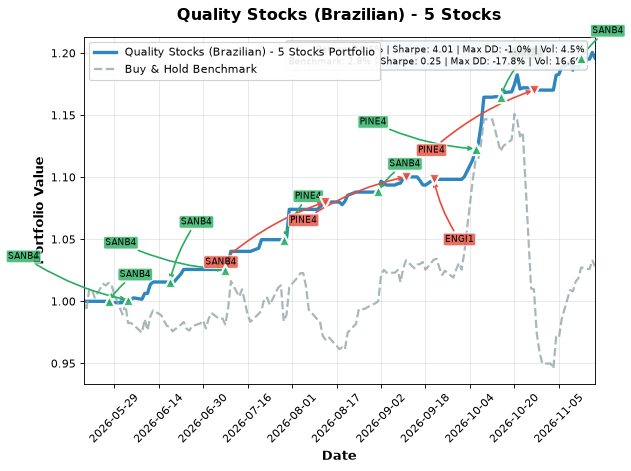 Quality Stocks (Brazilian) - 5 Stocks
SANB4
Quality Stocks (Brazilian) - 5 Stocks Portfolio
Buy & Hold Benchmark
% | Sharpe: 4.01 | Max DD: -1.0% | Vol: 4.5%
Benchmark: 2.8% | Sharpe: 0.25 | Max DD: -17.8% | Vol: 16.6%
1.20
1.15
1.10
1.05
1.00
0.95
Portfolio Value
PINE4
PINE4
SANB4
PINE4
PINE4
SANB4
SANB4
ENGI1
SANB4
SANB4
SANB4
2026-05-29
2026-06-14
2026-06-30
2026-07-16
2026-08-01
2026-08-17
2026-09-02
2026-09-18
2026-10-04
2026-10-20
2026-11-05
Date